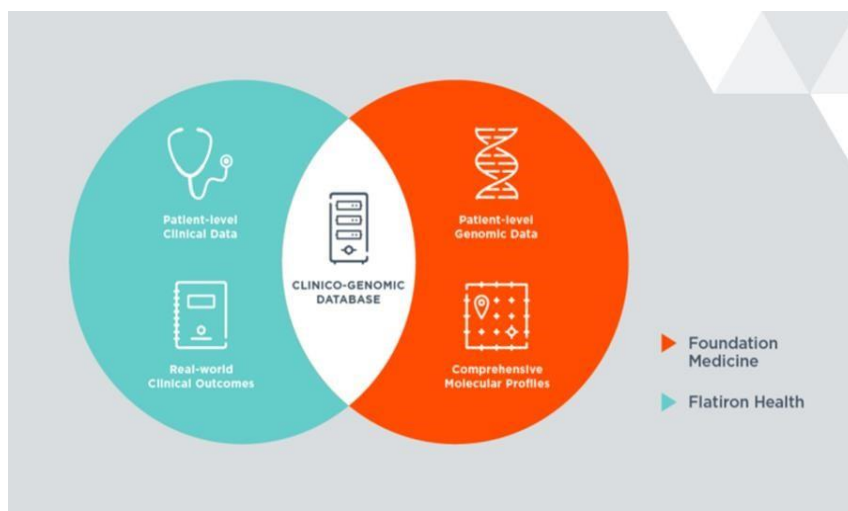 Patient-level
Clinical Data
Patient-level
Genomic Data
CLINICO-GENOMIC
DATABASE
Real-world
Clinical Outcomes
Comprehensive
Molecular Profiles
Foundation
Medicine
Flatiron Health